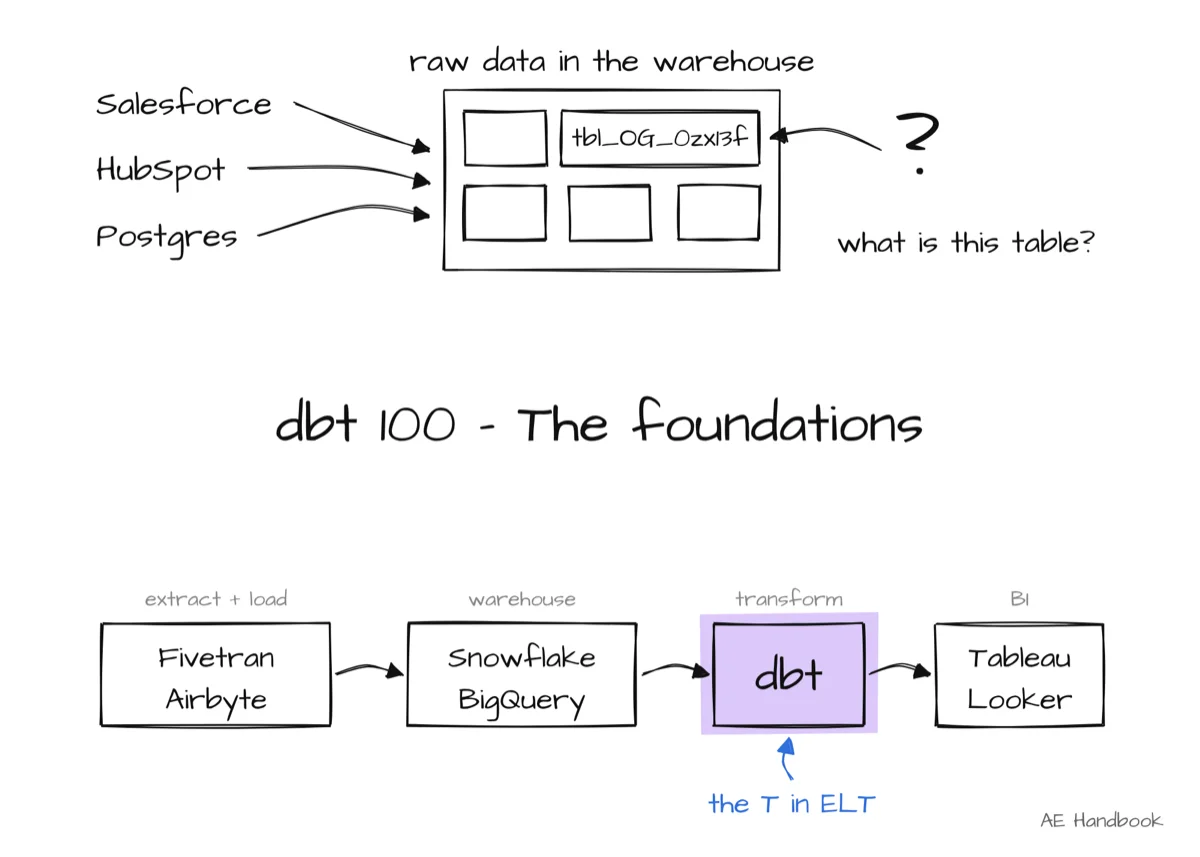 raw data in the warehouse
Salesforce
HubSpot
Postgres
tbl_OG_Ozx13f
?
what is this table?
dbt 100 - The foundations
extract + load
warehouse
transform
BI
Fivetran
Airbyte
Snowflake
BigQuery
dbt
Tableau
Looker
the T in ELT
AE Handbook